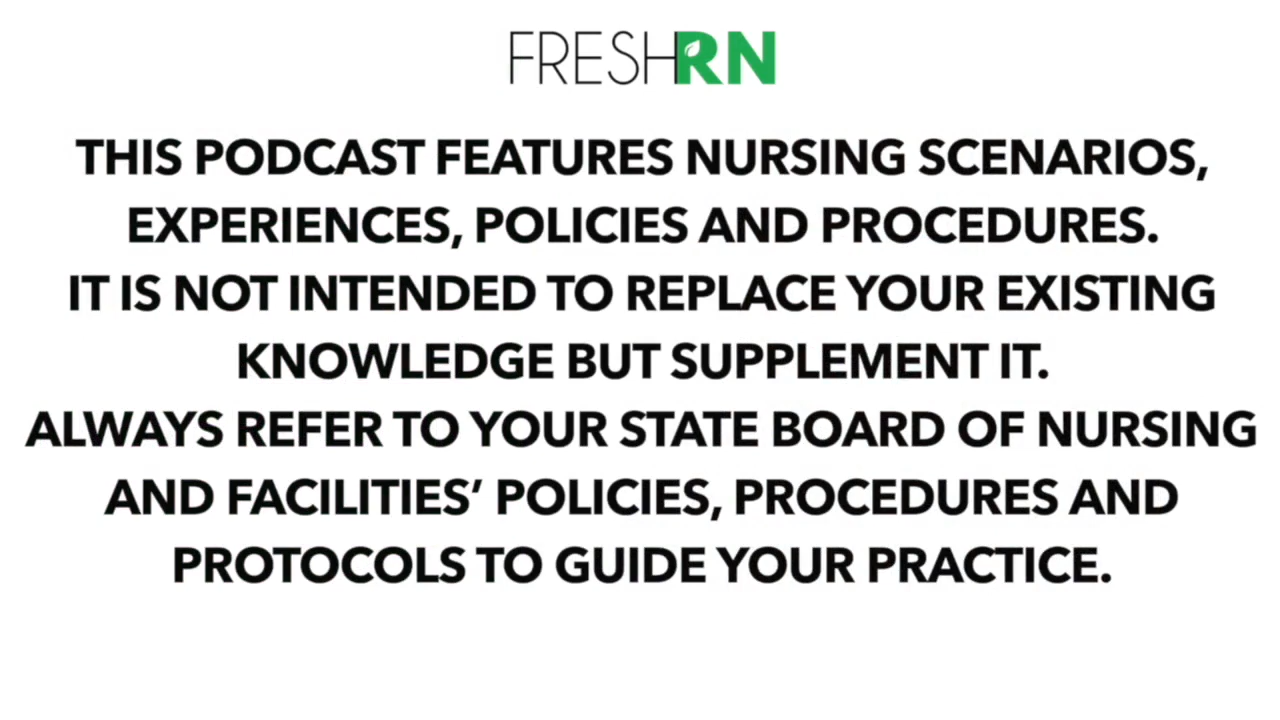 FRESHRN
THIS PODCAST FEATURES NURSING SCENARIOS,
EXPERIENCES, POLICIES AND PROCEDURES.
IT IS NOT INTENDED TO REPLACE YOUR EXISTING
KNOWLEDGE BUT SUPPLEMENT IT.
ALWAYS REFER TO YOUR STATE BOARD OF NURSING
AND FACILITIES’ POLICIES, PROCEDURES AND
PROTOCOLS TO GUIDE YOUR PRACTICE.